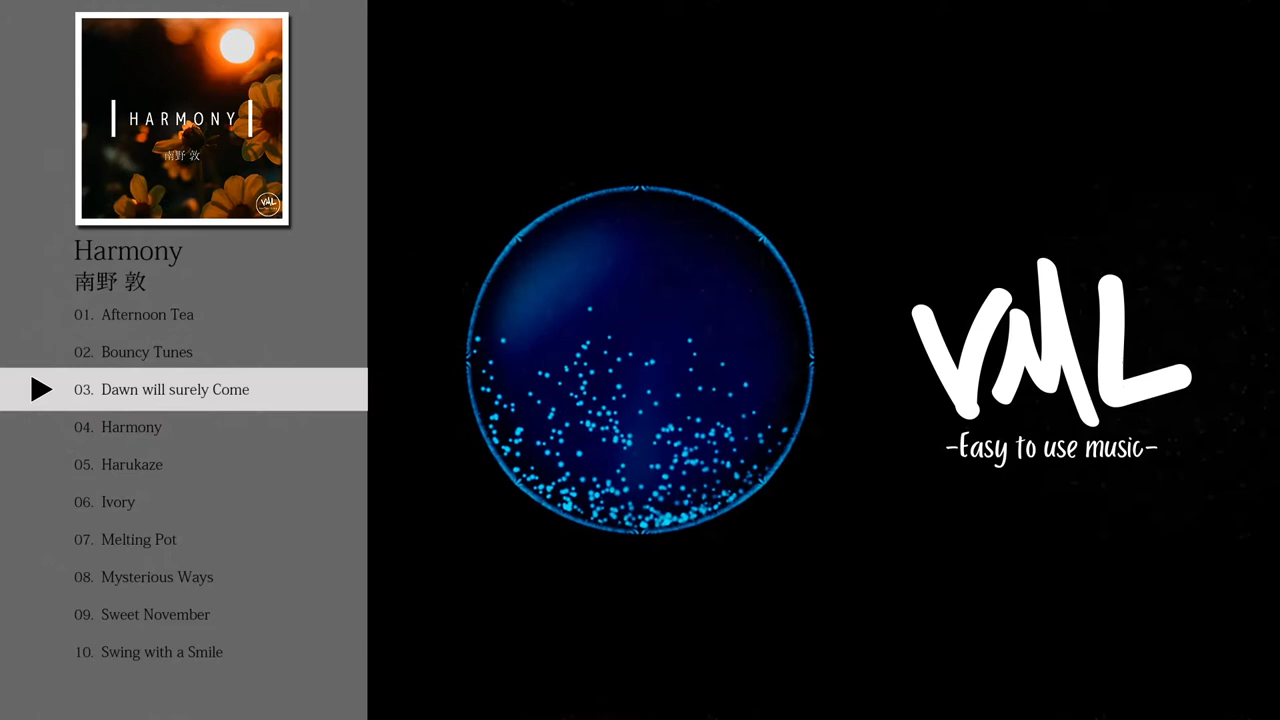 HARMONY
南野 敦
VML
Harmony
南野 敦
01. Afternoon Tea
02. Bouncy Tunes
03. Dawn will surely Come
04. Harmony
05. Harukaze
06. Ivory
07. Melting Pot
08. Mysterious Ways
09. Sweet November
10. Swing with a Smile
VML
-Easy to use music-